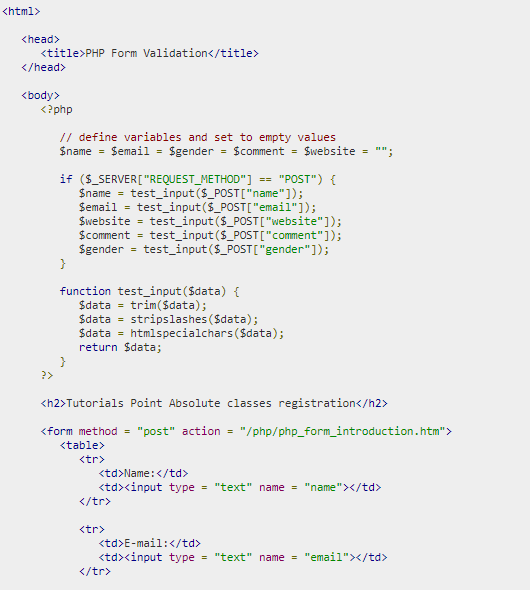 <html>
<head>
<title>PHP Form Validation</title>
</head>
<body>
<?php
// define variables and set to empty values
$name = $email = $gender = $comment = $website = "";
if ($_SERVER["REQUEST_METHOD"] == "POST") {
$name = test_input($_POST["name"]);
$email = test_input($_POST["email"]);
$website = test_input($_POST["website"]);
$comment = test_input($_POST["comment"]);
$gender = test_input($_POST["gender"]);
}
function test_input($data) {
$data = trim($data);
$data = stripslashes($data);
$data = htmlspecialchars($data);
return $data;
}
?>
<h2>Tutorials Point Absolute classes registration</h2>
<form method = "post" action = "/php/php_form_introduction.htm">
<table>
<tr>
<td>Name:</td>
<td><input type = "text" name = "name"></td>
</tr>
<tr>
<td>E-mail:</td>
<td><input type = "text" name = "email"></td>
</tr>